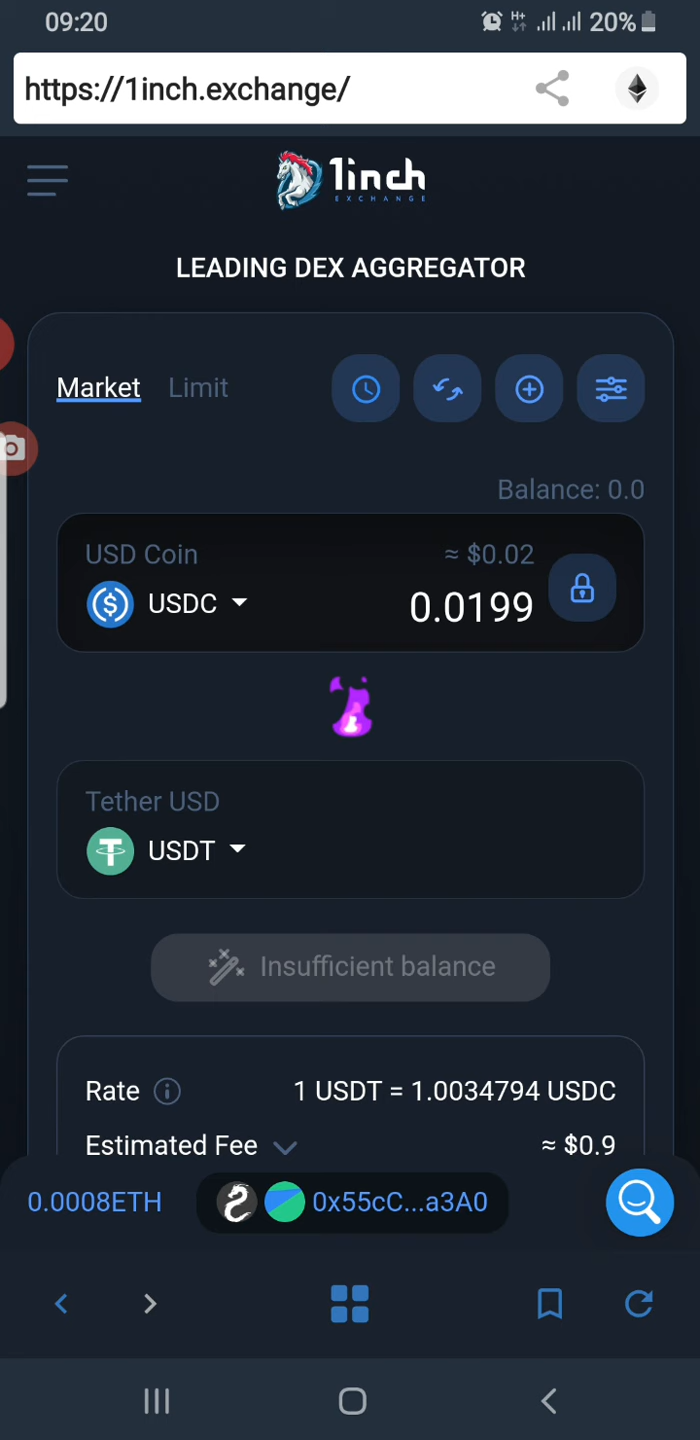 09:20 H+ 20%
https://1inch.exchange/
1inch
EXCHANGE
LEADING DEX AGGREGATOR
Market Limit
Balance: 0.0
USD Coin ≈ $0.02
USDC 0.0199
Tether USD
USDT
Insufficient balance
Rate 1 USDT = 1.0034794 USDC
Estimated Fee ≈ $0.9
0.0008ETH 0x55cC...a3A0